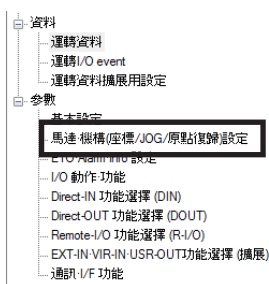 資料
運轉資料
運轉I/O event
運轉資料擴展用設定
參數
基本設定
馬達·機構(座標/JOG/原點復歸)設定
ETO·Alarm·Info 設定
I/O 動作·功能
Direct-IN 功能選擇 (DIN)
Direct-OUT 功能選擇 (DOUT)
Remote-I/O 功能選擇 (R-I/O)
EXT-IN·VIR-IN·USR-OUT功能選擇 (擴展)
通訊·I/F 功能